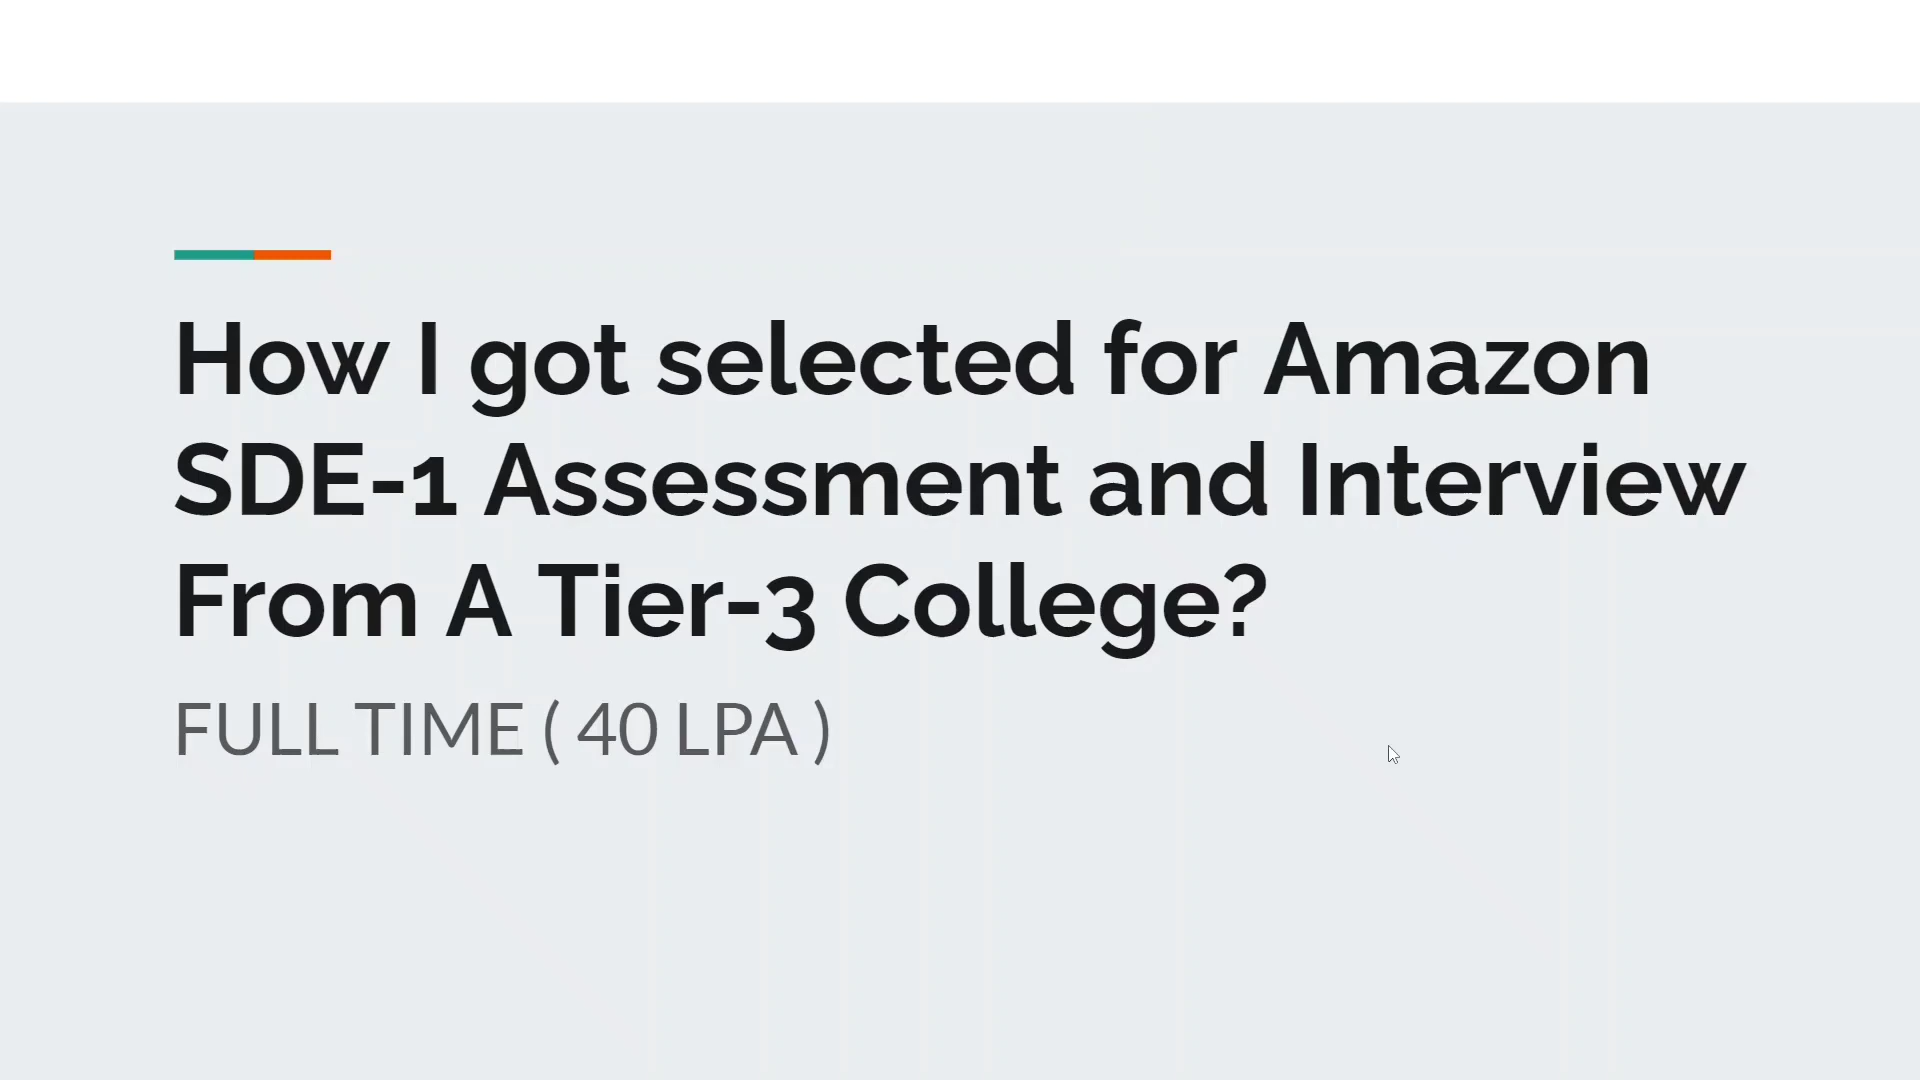 How I got selected for Amazon
SDE-1 Assessment and Interview
From A Tier-3 College?
FULL TIME ( 40 LPA )